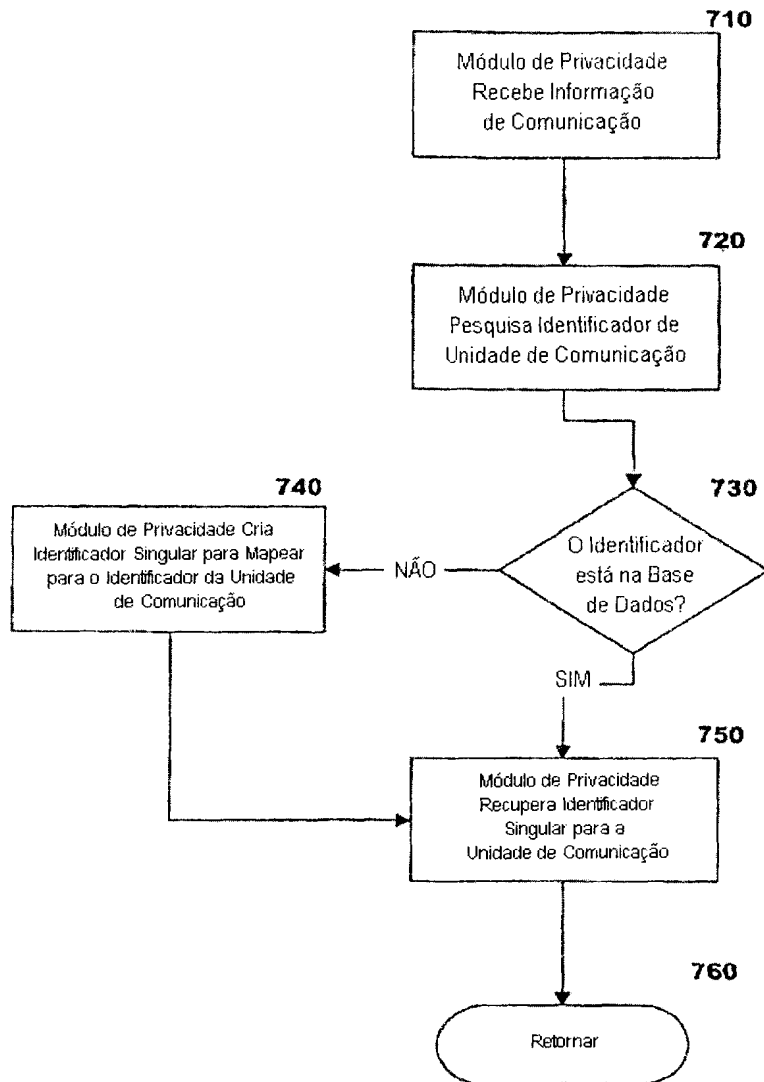 710
Módulo de Privacidade
Recebe Informação
de Comunicação
720
Módulo de Privacidade
Pesquisa Identificador de
Unidade de Comunicação
730
O Identificador
está na Base
de Dados?
740
Módulo de Privacidade Cria
Identificador Singular para Mapear
para o Identificador da Unidade
de Comunicação
NÃO
SIM
750
Módulo de Privacidade
Recupera Identificador
Singular para a
Unidade de Comunicação
760
Retornar